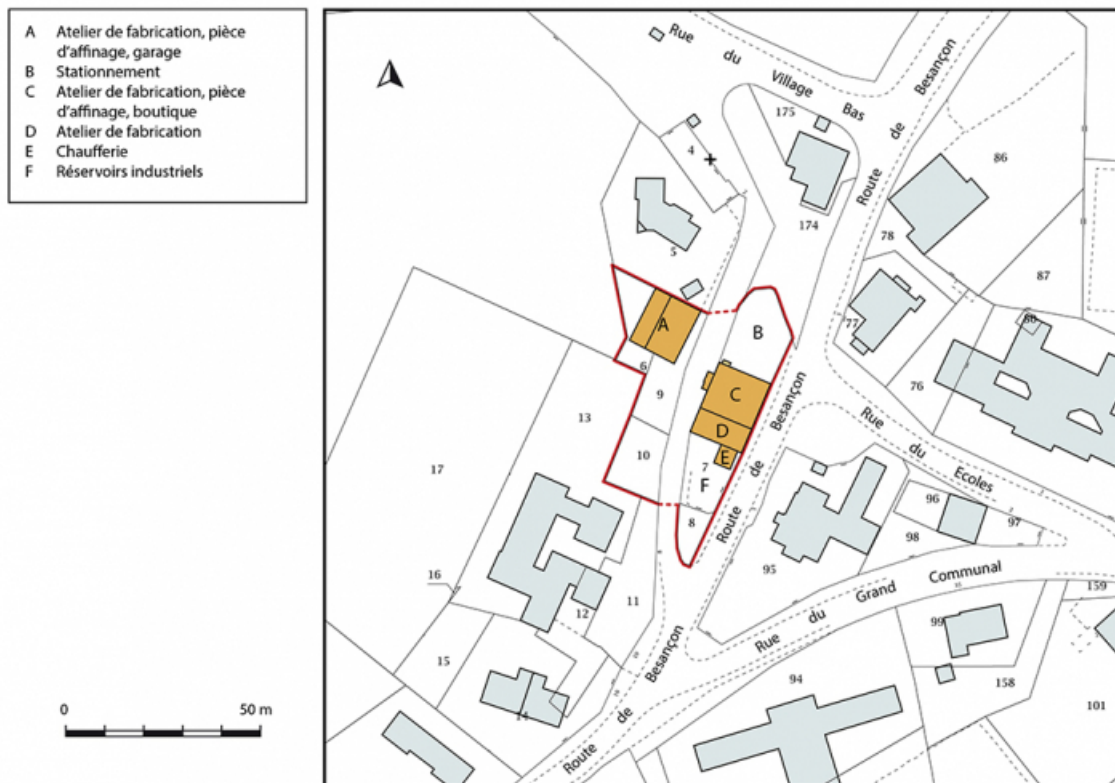 A Atelier de fabrication, pièce
d'affinage, garage
B Stationnement
C Atelier de fabrication, pièce
d'affinage, boutique
D Atelier de fabrication
E Chaufferie
F Réservoirs industriels
0 50 m
Rue du Village Bas
Route de Besançon
175
4
86
174
5
78
87
77
80
A
B
6
9
C
76
13
D
Route de Besançon
Rue du Ecoles
10
E
7
F
17
8
96
97
98
95
16
Rue du Grand Communal
11
12
159
99
15
158
94
14
101
Route de Besançon